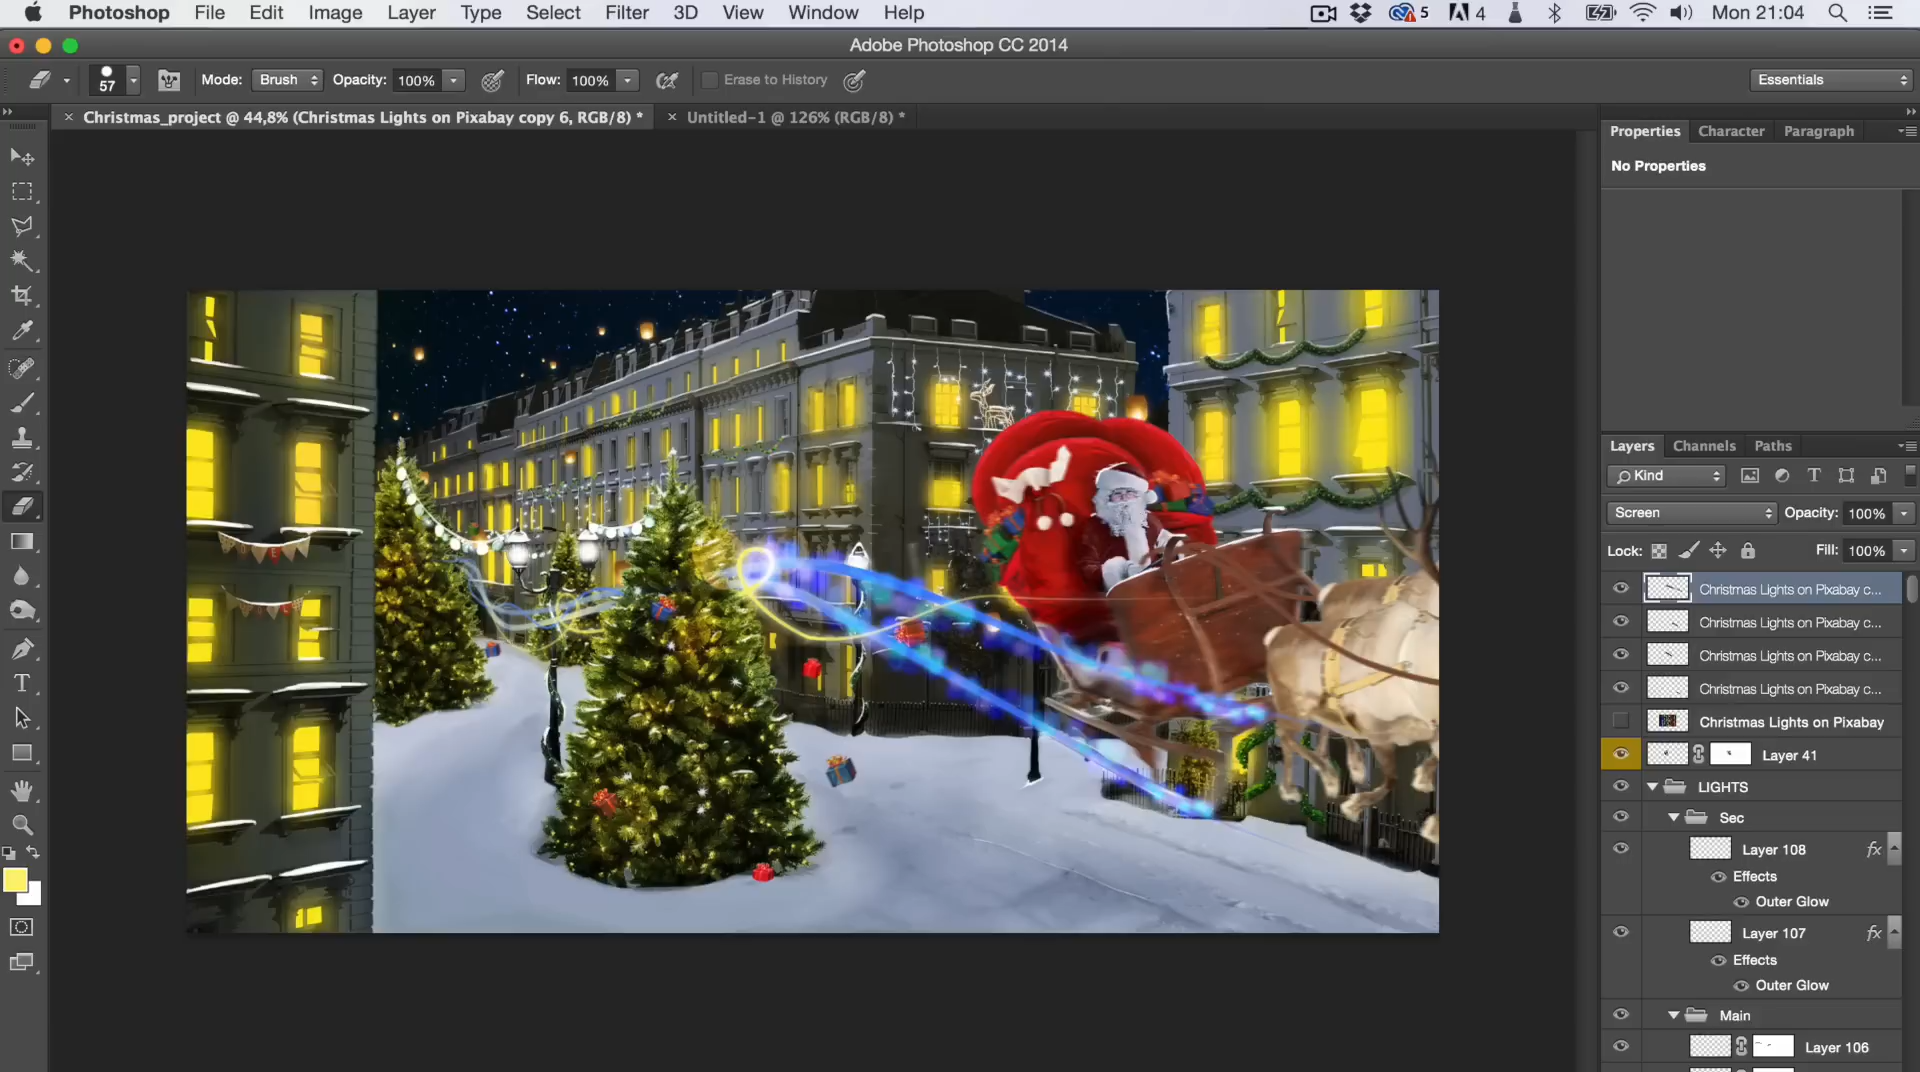 Photoshop File Edit Image Layer Type Select Filter 3D View Window Help 5 4 Mon 21:04
Adobe Photoshop CC 2014
57 Mode: Brush Opacity: 100% Flow: 100% Erase to History Essentials
× Christmas_project @ 44,8% (Christmas Lights on Pixabay copy 6, RGB/8) * × Untitled-1 @ 126% (RGB/8) *
Properties Character Paragraph
No Properties
Layers Channels Paths
Kind
Screen Opacity: 100%
Lock: Fill: 100%
Christmas Lights on Pixabay c...
Christmas Lights on Pixabay c...
Christmas Lights on Pixabay c...
Christmas Lights on Pixabay c...
Christmas Lights on Pixabay
Layer 41
LIGHTS
Sec
Layer 108 fx
Effects
Outer Glow
Layer 107 fx
Effects
Outer Glow
Main
Layer 106